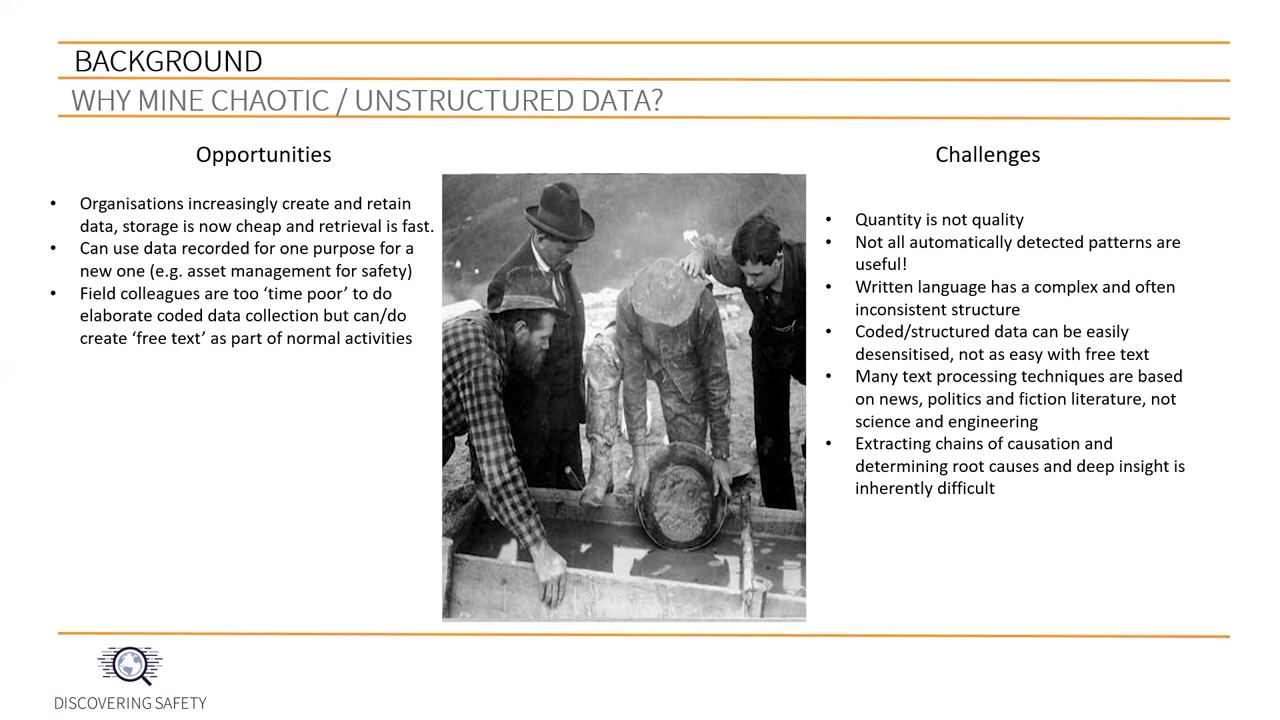 BACKGROUND
WHY MINE CHAOTIC / UNSTRUCTURED DATA?
Opportunities
• Organisations increasingly create and retain
data, storage is now cheap and retrieval is fast.
• Can use data recorded for one purpose for a
new one (e.g. asset management for safety)
• Field colleagues are too ‘time poor’ to do
elaborate coded data collection but can/do
create ‘free text’ as part of normal activities
Challenges
• Quantity is not quality
• Not all automatically detected patterns are
useful!
• Written language has a complex and often
inconsistent structure
• Coded/structured data can be easily
desensitised, not as easy with free text
• Many text processing techniques are based
on news, politics and fiction literature, not
science and engineering
• Extracting chains of causation and
determining root causes and deep insight is
inherently difficult
DISCOVERING SAFETY